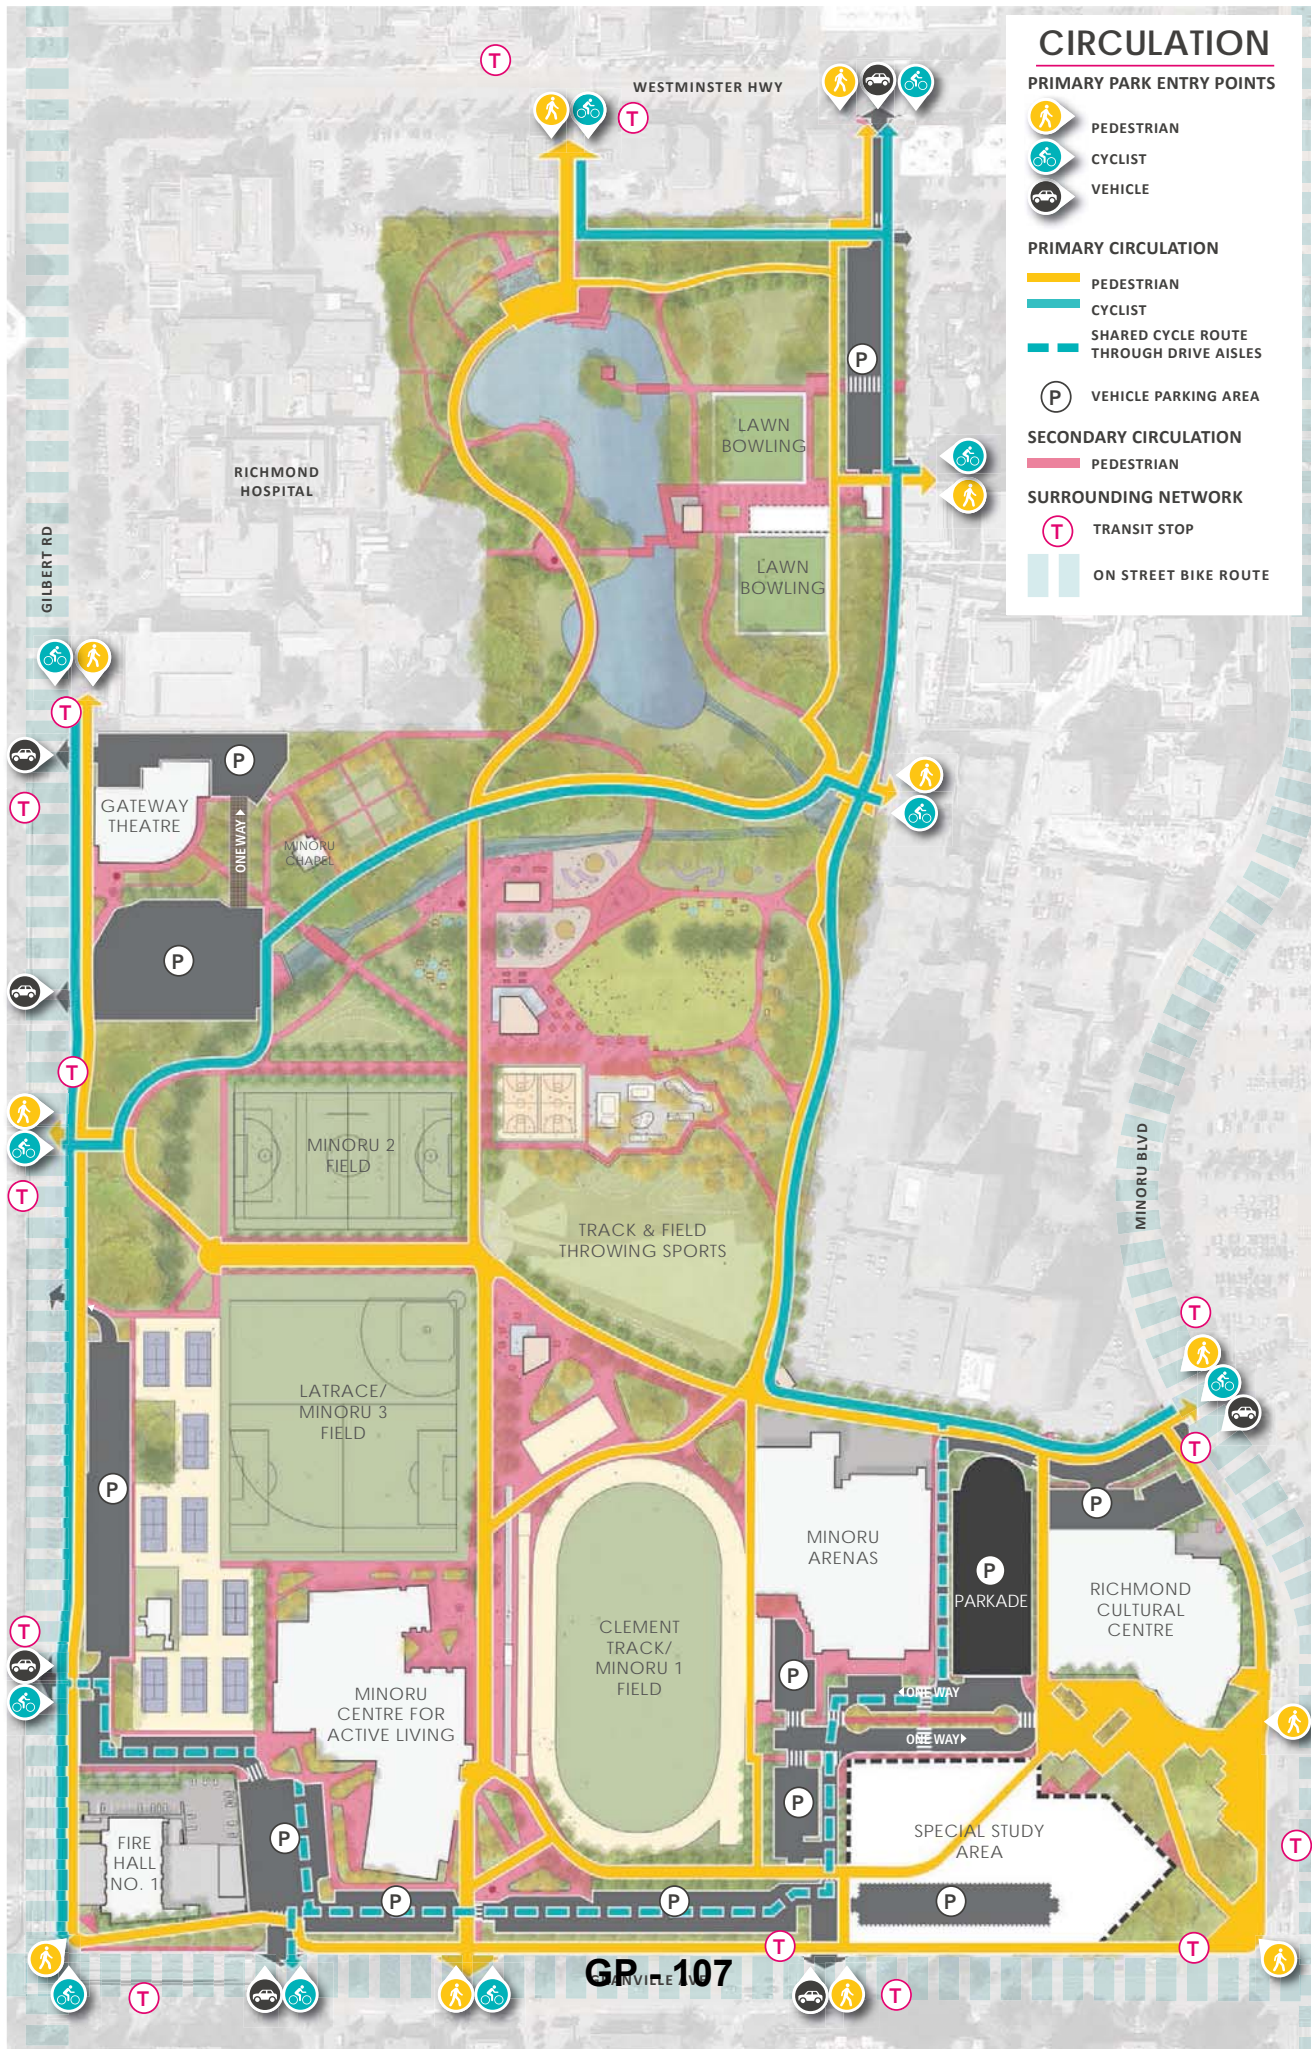 CIRCULATION
PRIMARY PARK ENTRY POINTS
PEDESTRIAN
CYCLIST
VEHICLE
PRIMARY CIRCULATION
PEDESTRIAN
CYCLIST
SHARED CYCLE ROUTE
THROUGH DRIVE AISLES
P
VEHICLE PARKING AREA
SECONDARY CIRCULATION
PEDESTRIAN
SURROUNDING NETWORK
T
TRANSIT STOP
ON STREET BIKE ROUTE
T
WESTMINSTER HWY
T
P
LAWN
BOWLING
RICHMOND
HOSPITAL
GILBERT RD
LAWN
BOWLING
T
P
T
GATEWAY
THEATRE
ONE WAY
MINORU
CHAPEL
P
T
MINORU 2
FIELD
MINORU BLVD
T
TRACK & FIELD
THROWING SPORTS
T
LATRACE/
MINORU 3
FIELD
T
P
P
MINORU
ARENAS
P
PARKADE
RICHMOND
CULTURAL
CENTRE
T
CLEMENT
TRACK/
MINORU 1
FIELD
P
MINORU
CENTRE FOR
ACTIVE LIVING
ONE WAY
ONE WAY
P
P
FIRE
HALL
NO. 1
SPECIAL STUDY
AREA
T
P
P
P
T
T
GP - 107
T
T